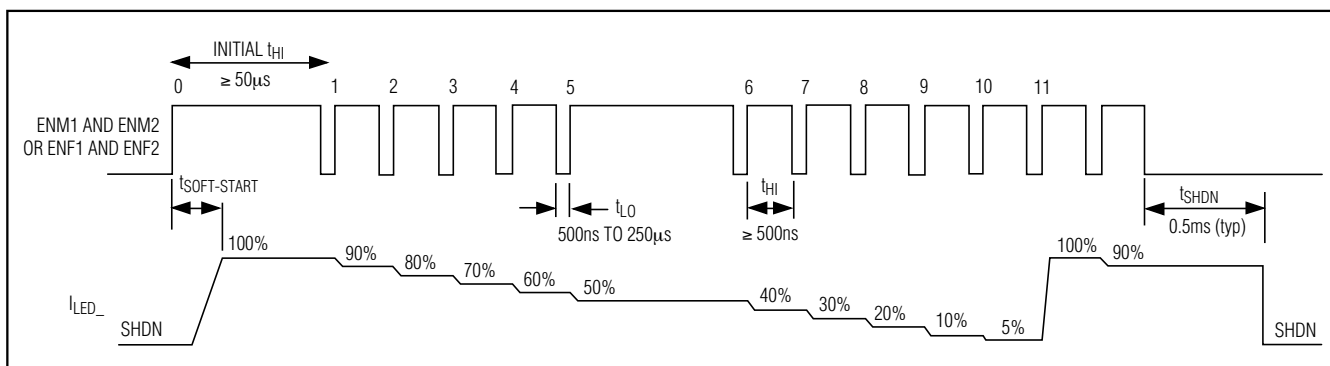 INITIAL tHI
≥ 50µs
0 1 2 3 4 5 6 7 8 9 10 11
ENM1 AND ENM2
OR ENF1 AND ENF2
tSOFT-START
tLO
500ns TO 250µs
tHI
≥ 500ns
tSHDN
0.5ms (typ)
100% 90% 80% 70% 60% 50% 40% 30% 20% 10% 5% 100% 90%
ILED_
SHDN
SHDN